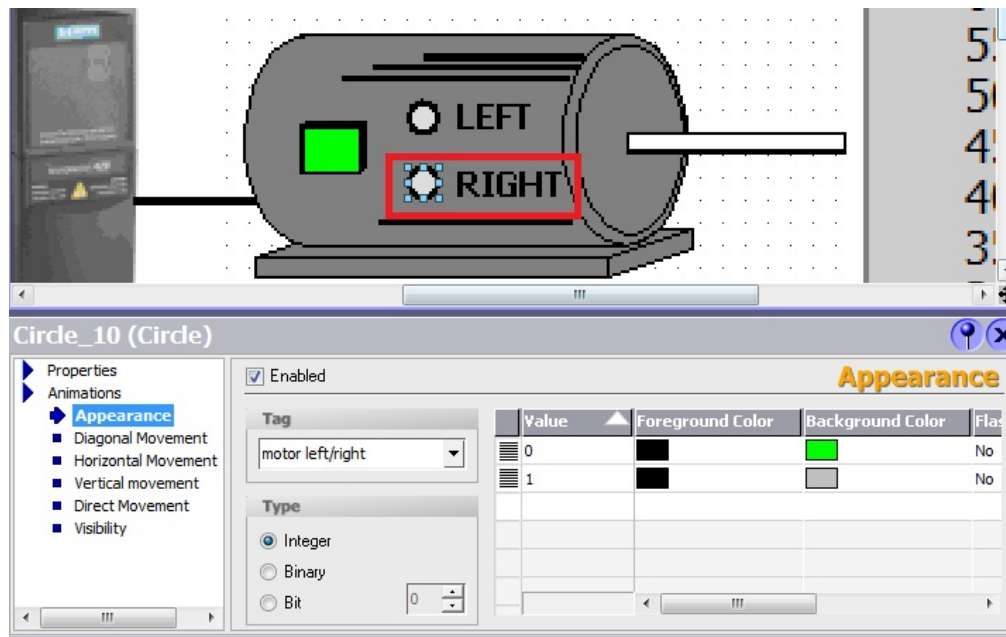 LEFT
RIGHT
Circle_10 (Circle)
Properties
Animations
Appearance
Diagonal Movement
Horizontal Movement
Vertical movement
Direct Movement
Visibility
Enabled
Appearance
Tag
motor left/right
Type
Integer
Binary
Bit
0
Value Foreground Color Background Color Flas
0 No
1 No